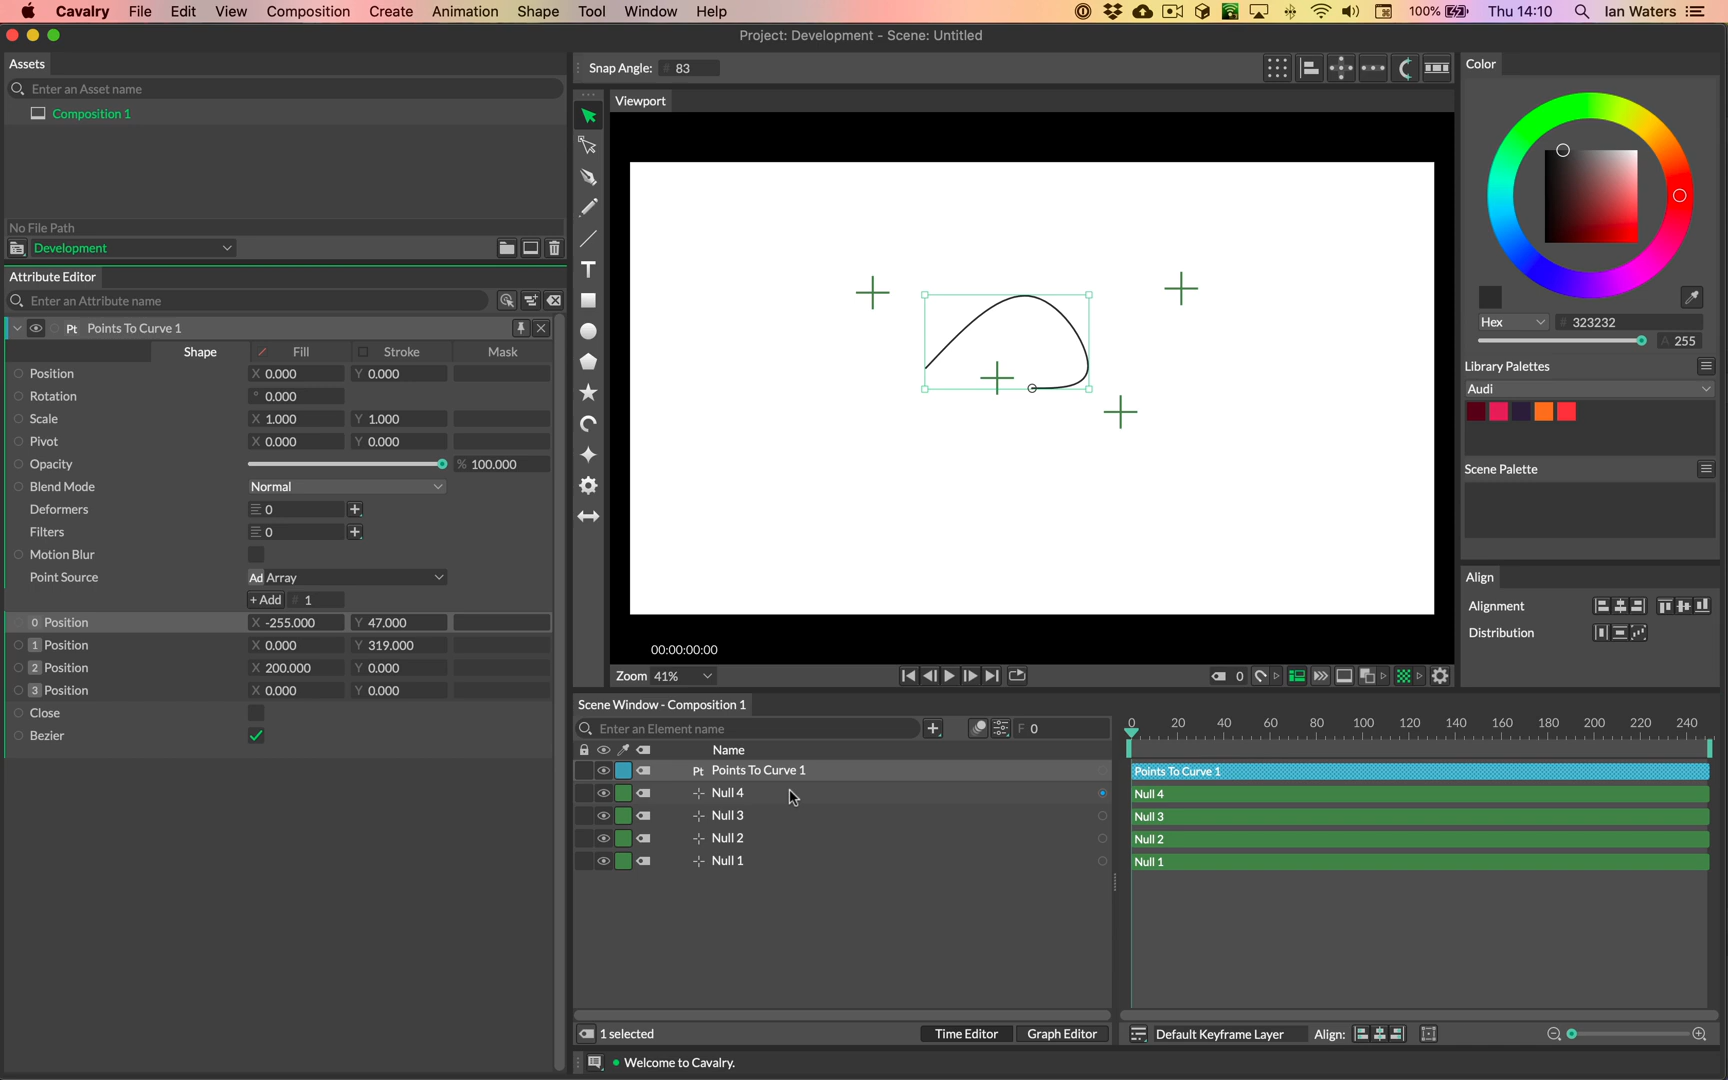 Cavalry File Edit View Composition Create Animation Shape Tool Window Help 100% Thu 14:10 Ian Waters
Project: Development - Scene: Untitled
Assets
Enter an Asset name
Composition 1
No File Path
Development
Attribute Editor
Enter an Attribute name
Pt Points To Curve 1
Shape Fill Stroke Mask
Position X 0.000 Y 0.000
Rotation ° 0.000
Scale X 1.000 Y 1.000
Pivot X 0.000 Y 0.000
Opacity % 100.000
Blend Mode Normal
Deformers 0 +
Filters 0 +
Motion Blur
Point Source Ad Array
+ Add # 1
0 Position X -255.000 Y 47.000
1 Position X 0.000 Y 319.000
2 Position X 200.000 Y 0.000
3 Position X 0.000 Y 0.000
Close
Bezier
Snap Angle: # 83
Viewport
00:00:00:00
Zoom 41% 0
Scene Window - Composition 1
Enter an Element name F 0
Name
Pt Points To Curve 1
Null 4
Null 3
Null 2
Null 1
0 20 40 60 80 100 120 140 160 180 200 220 240
Points To Curve 1
Null 4
Null 3
Null 2
Null 1
1 selected Time Editor Graph Editor
Default Keyframe Layer Align:
Welcome to Cavalry.
Color
Hex # 323232
A 255
Library Palettes
Audi
Scene Palette
Align
Alignment
Distribution